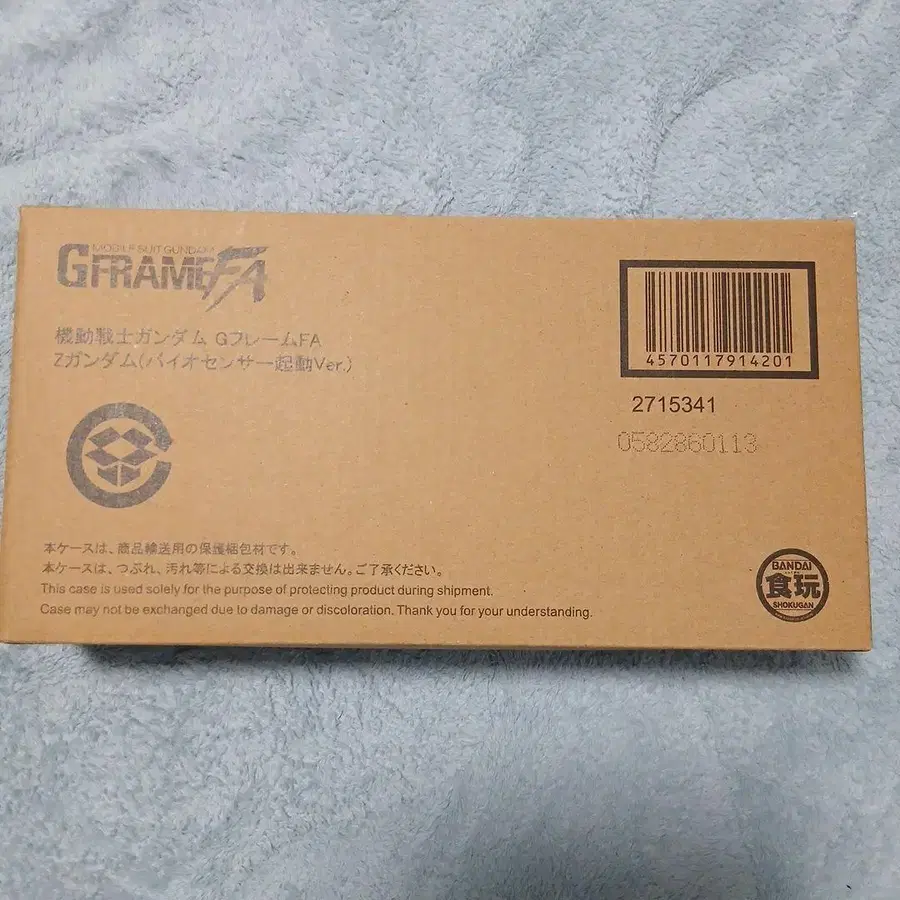 MOBILE SUIT GUNDAM
GFRAMEFA
機動戦士ガンダム GフレームFA
Zガンダム(バイオセンサー起動Ver.)
4570117914201
2715341
0582860113
本ケースは、商品輸送用の保護梱包材です。
本ケースは、つぶれ、汚れ等による交換は出来ません。ご了承ください。
This case is used solely for the purpose of protecting product during shipment.
Case may not be exchanged due to damage or discoloration. Thank you for your understanding.
BANDAI
食玩
SHOKUGAN